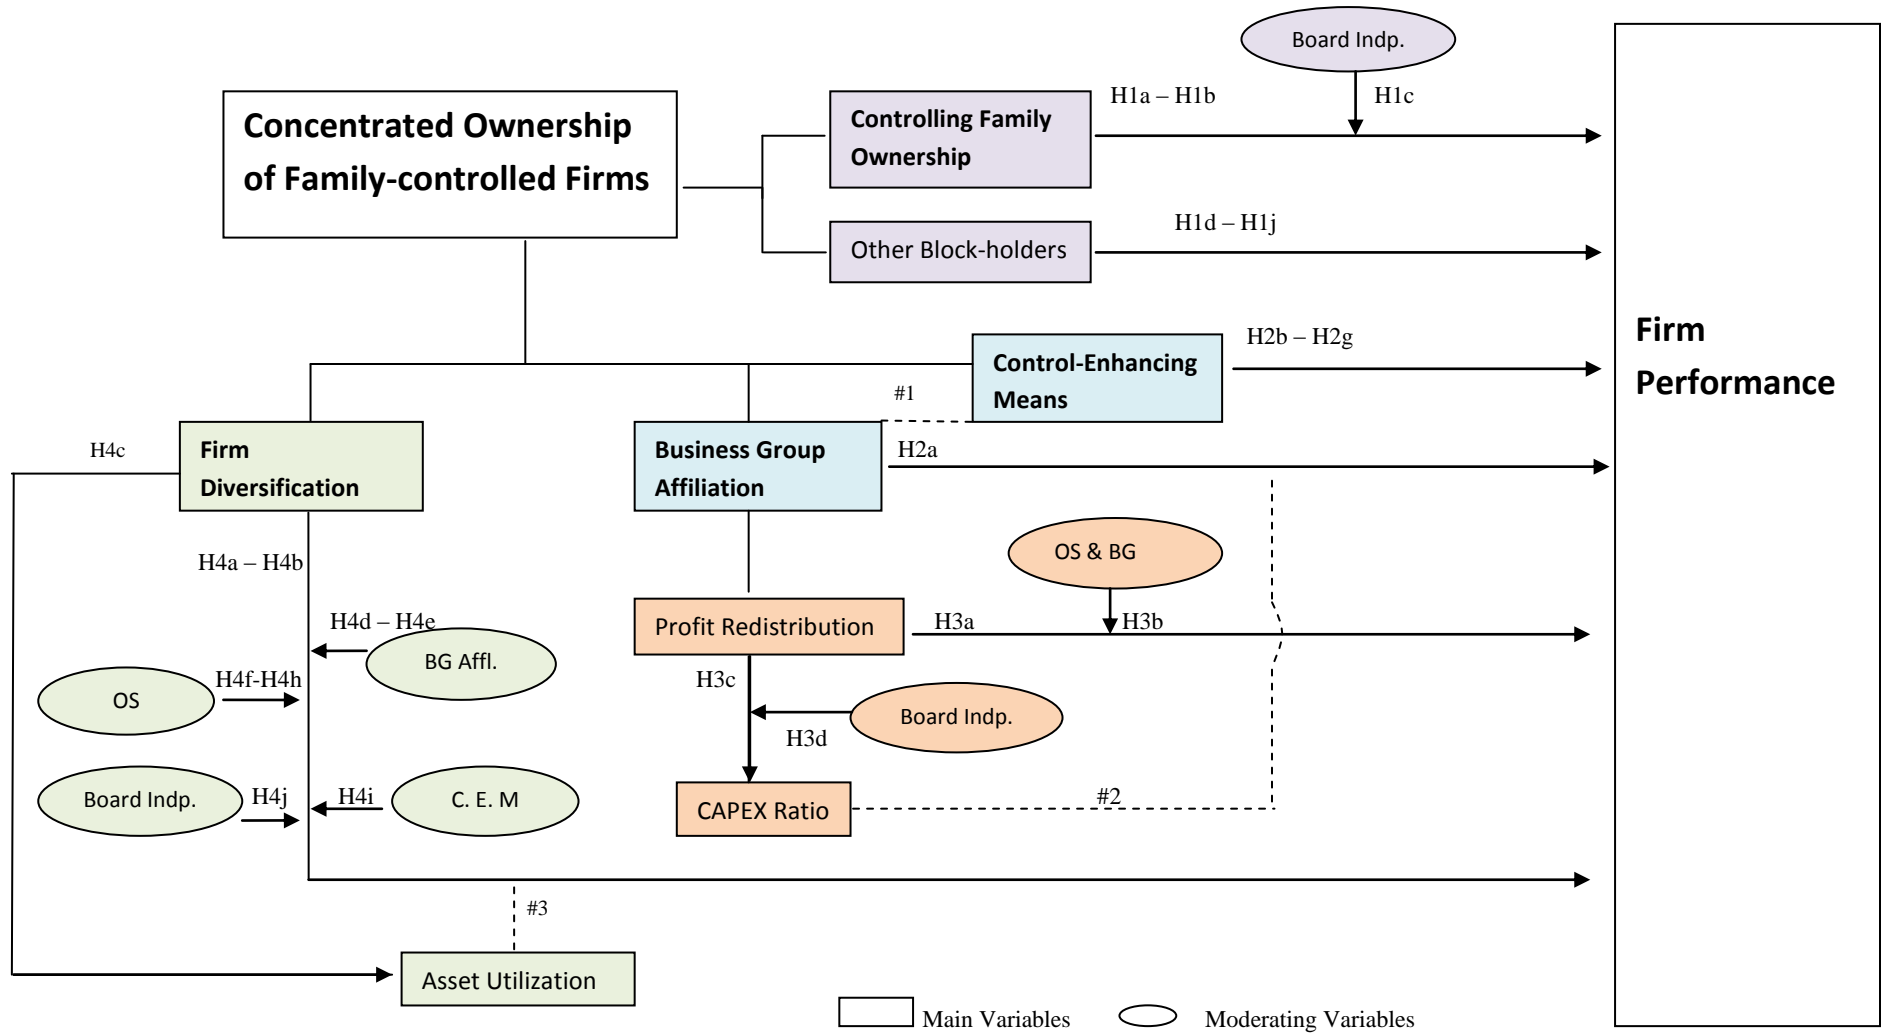 Board Indp.
H1a – H1b
H1c
Concentrated Ownership
of Family-controlled Firms
Controlling Family
Ownership
H1d – H1j
Other Block-holders
Firm
Performance
H2b – H2g
Control-Enhancing
Means
#1
H4c
Firm
Diversification
Business Group
Affiliation
H2a
H4a – H4b
OS & BG
H4d – H4e
BG Affl.
Profit Redistribution
H3a
H3b
OS
H4f-H4h
H3c
Board Indp.
H3d
Board Indp.
H4j
H4i
C. E. M
CAPEX Ratio
#2
#3
Asset Utilization
Main Variables
Moderating Variables